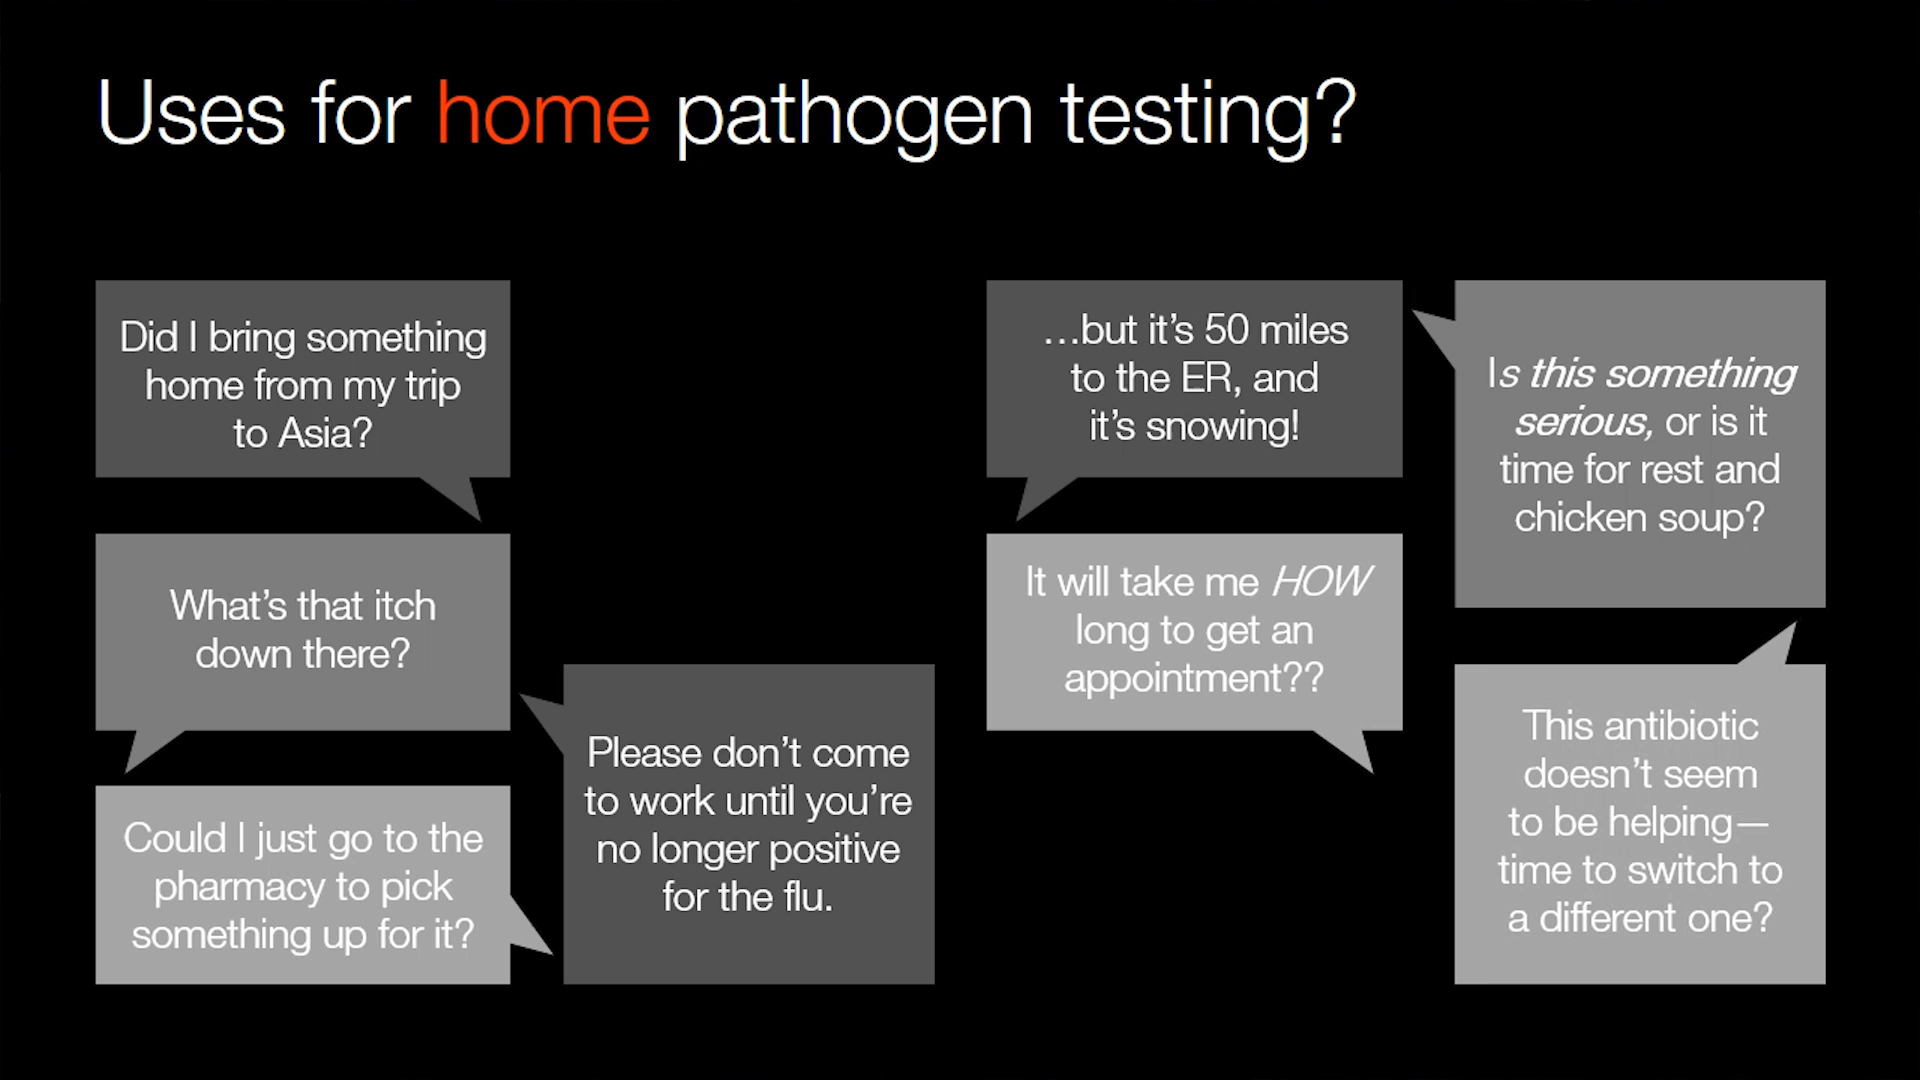 Uses for home pathogen testing?
Did I bring something
home from my trip
to Asia?
What's that itch
down there?
Could I just go to the
pharmacy to pick
something up for it?
Please don't come
to work until you're
no longer positive
for the flu.
…but it's 50 miles
to the ER, and
it's snowing!
It will take me HOW
long to get an
appointment??
Is this something
serious, or is it
time for rest and
chicken soup?
This antibiotic
doesn't seem
to be helping—
time to switch to
a different one?